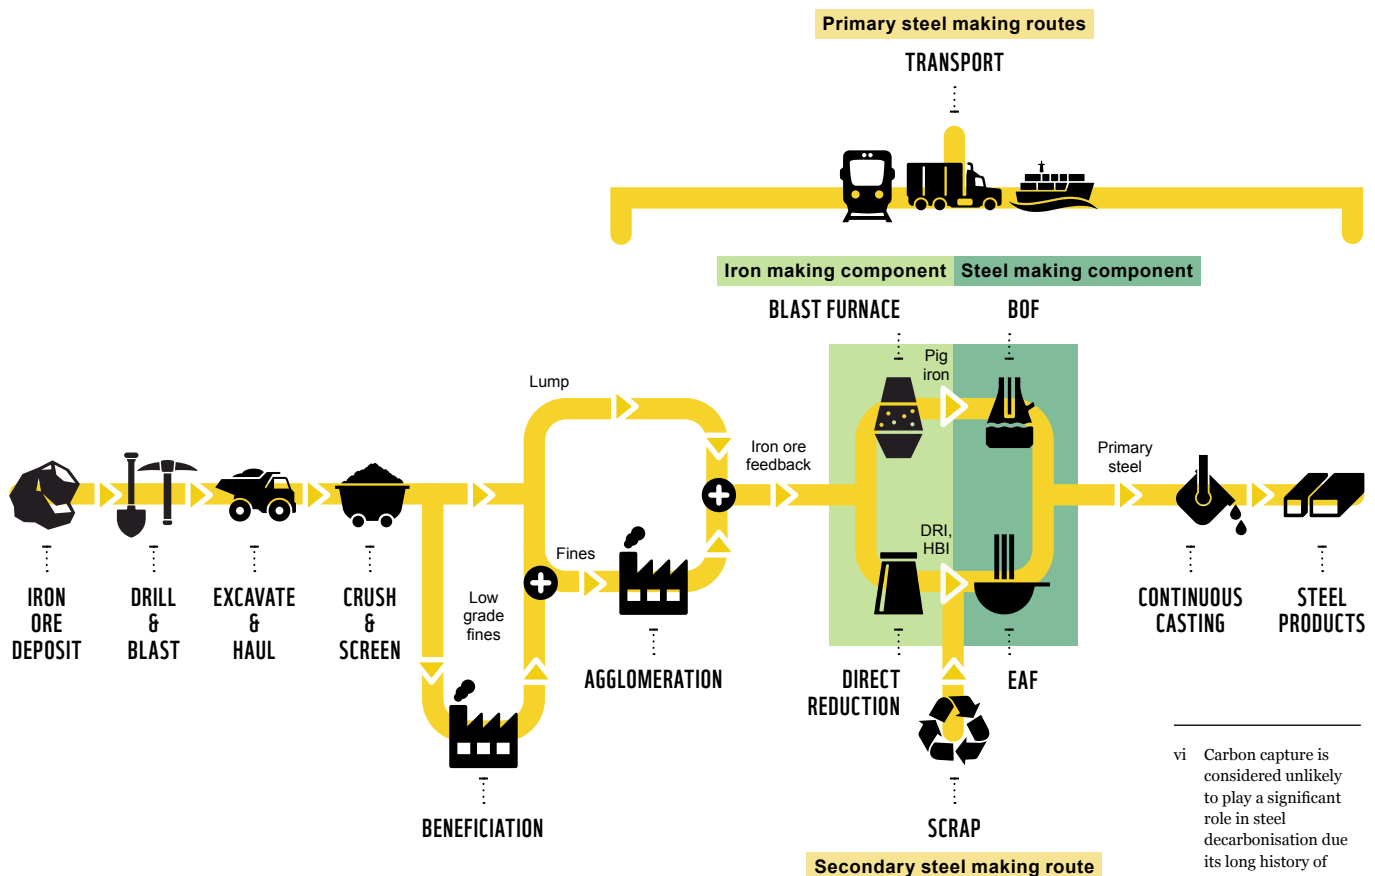 Primary steel making routes
TRANSPORT
Iron making component
Steel making component
BLAST FURNACE
BOF
Pig
iron
Lump
Iron ore
feedback
Primary
steel
DRI,
HBI
Fines
Low
grade
fines
IRON
ORE
DEPOSIT
DRILL
&
BLAST
EXCAVATE
&
HAUL
CRUSH
&
SCREEN
CONTINUOUS
CASTING
STEEL
PRODUCTS
AGGLOMERATION
DIRECT
REDUCTION
EAF
BENEFICIATION
SCRAP
Secondary steel making route
vi Carbon capture is
considered unlikely
to play a significant
role in steel
decarbonisation due
its long history of